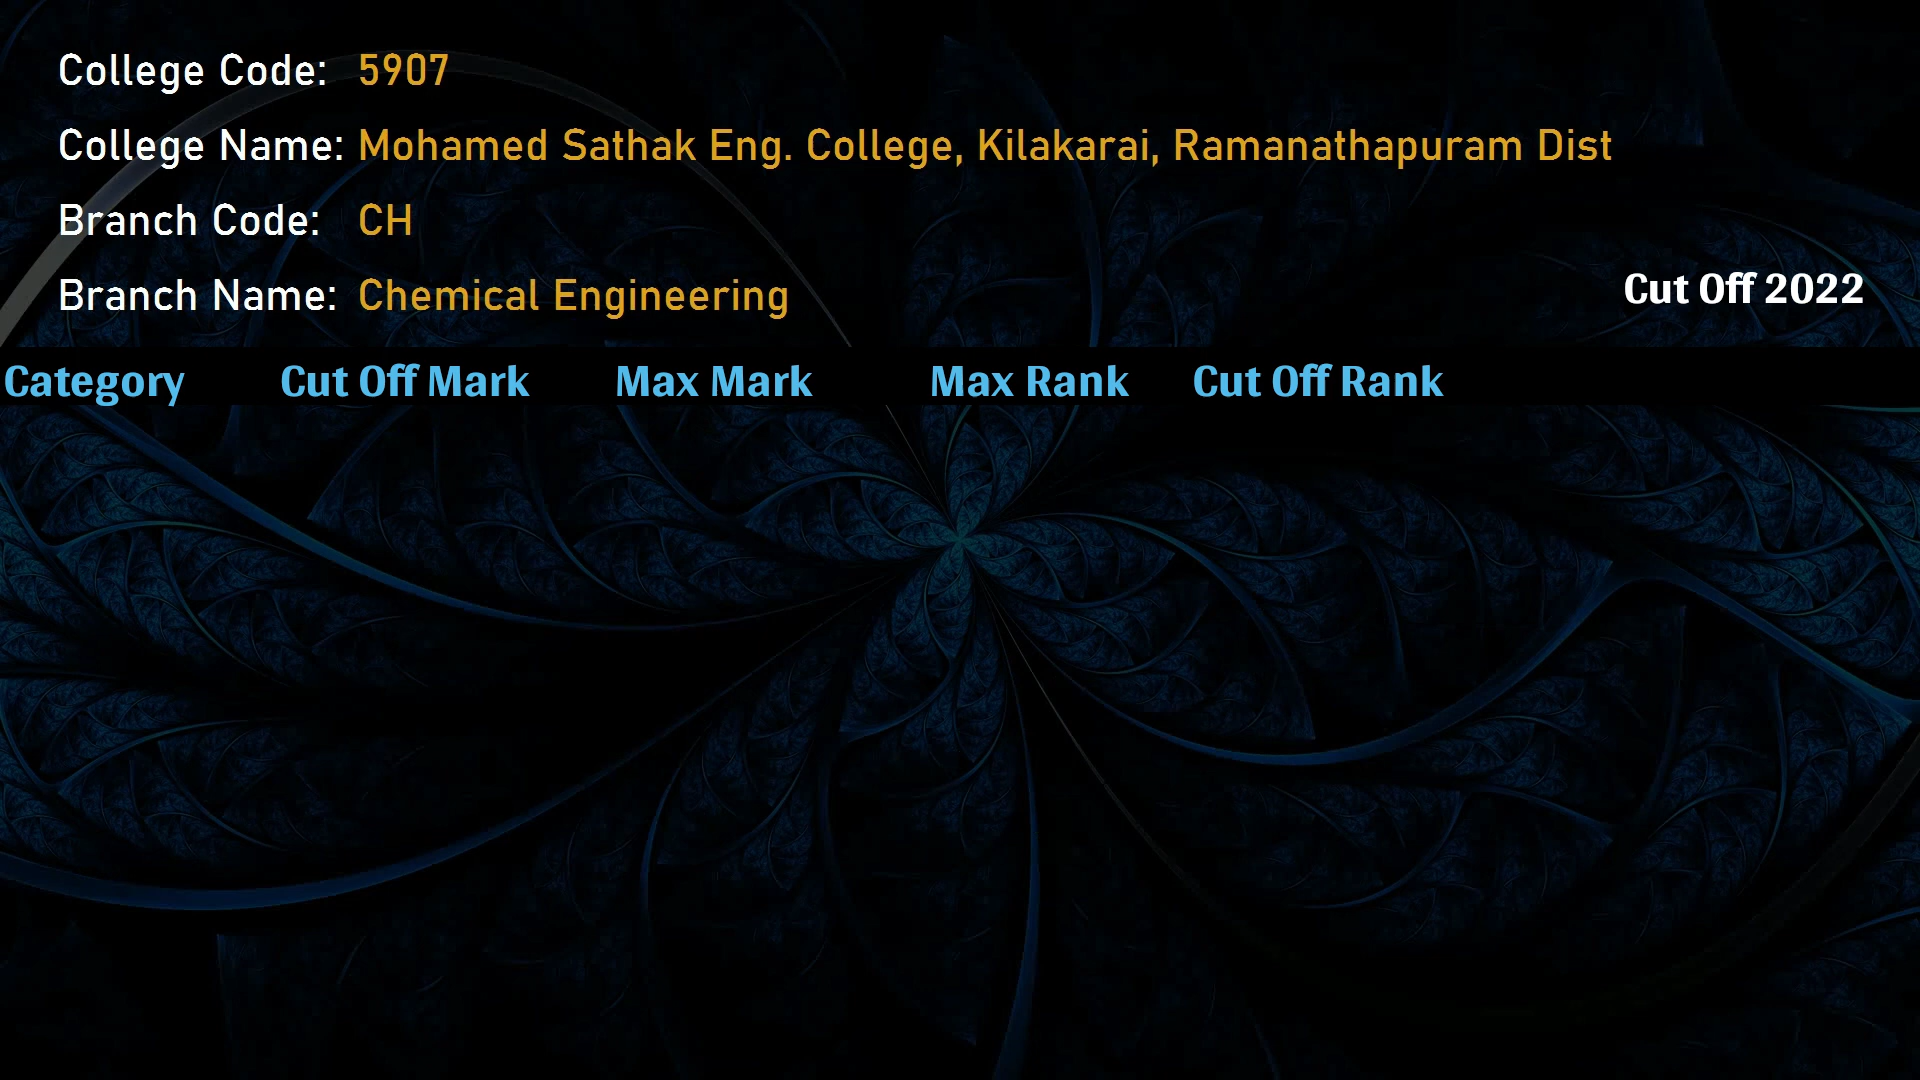 College Code: 5907
College Name: Mohamed Sathak Eng. College, Kilakarai, Ramanathapuram Dist
Branch Code: CH
Branch Name: Chemical Engineering
Cut Off 2022
Category Cut Off Mark Max Mark Max Rank Cut Off Rank